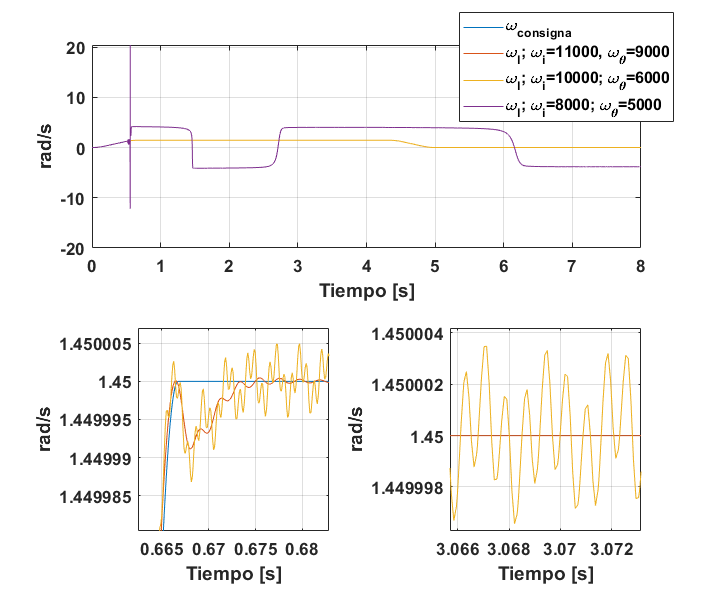 ω_consigna
ω_l; ω_i=11000, ω_θ=9000
ω_l; ω_i=10000; ω_θ=6000
ω_l; ω_i=8000; ω_θ=5000
20
10
0
-10
-20
rad/s
0 1 2 3 4 5 6 7 8
Tiempo [s]
1.450005
1.45
1.449995
1.44999
1.449985
rad/s
0.665 0.67 0.675 0.68
Tiempo [s]
1.450004
1.450002
1.45
1.449998
rad/s
3.066 3.068 3.07 3.072
Tiempo [s]